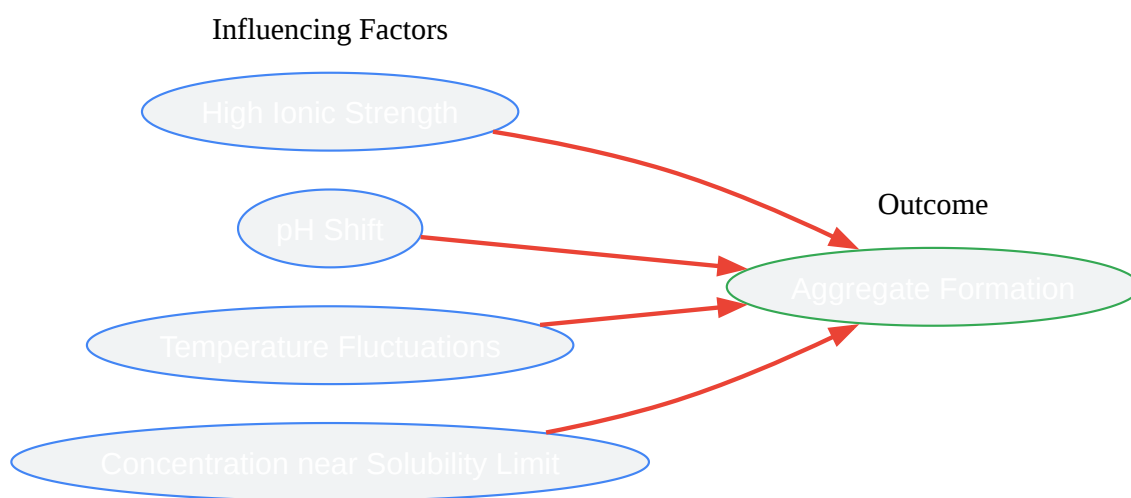 Influencing Factors
High Ionic Strength
pH Shift
Outcome
Aggregate Formation
Temperature Fluctuations
Concentration near Solubility Limit